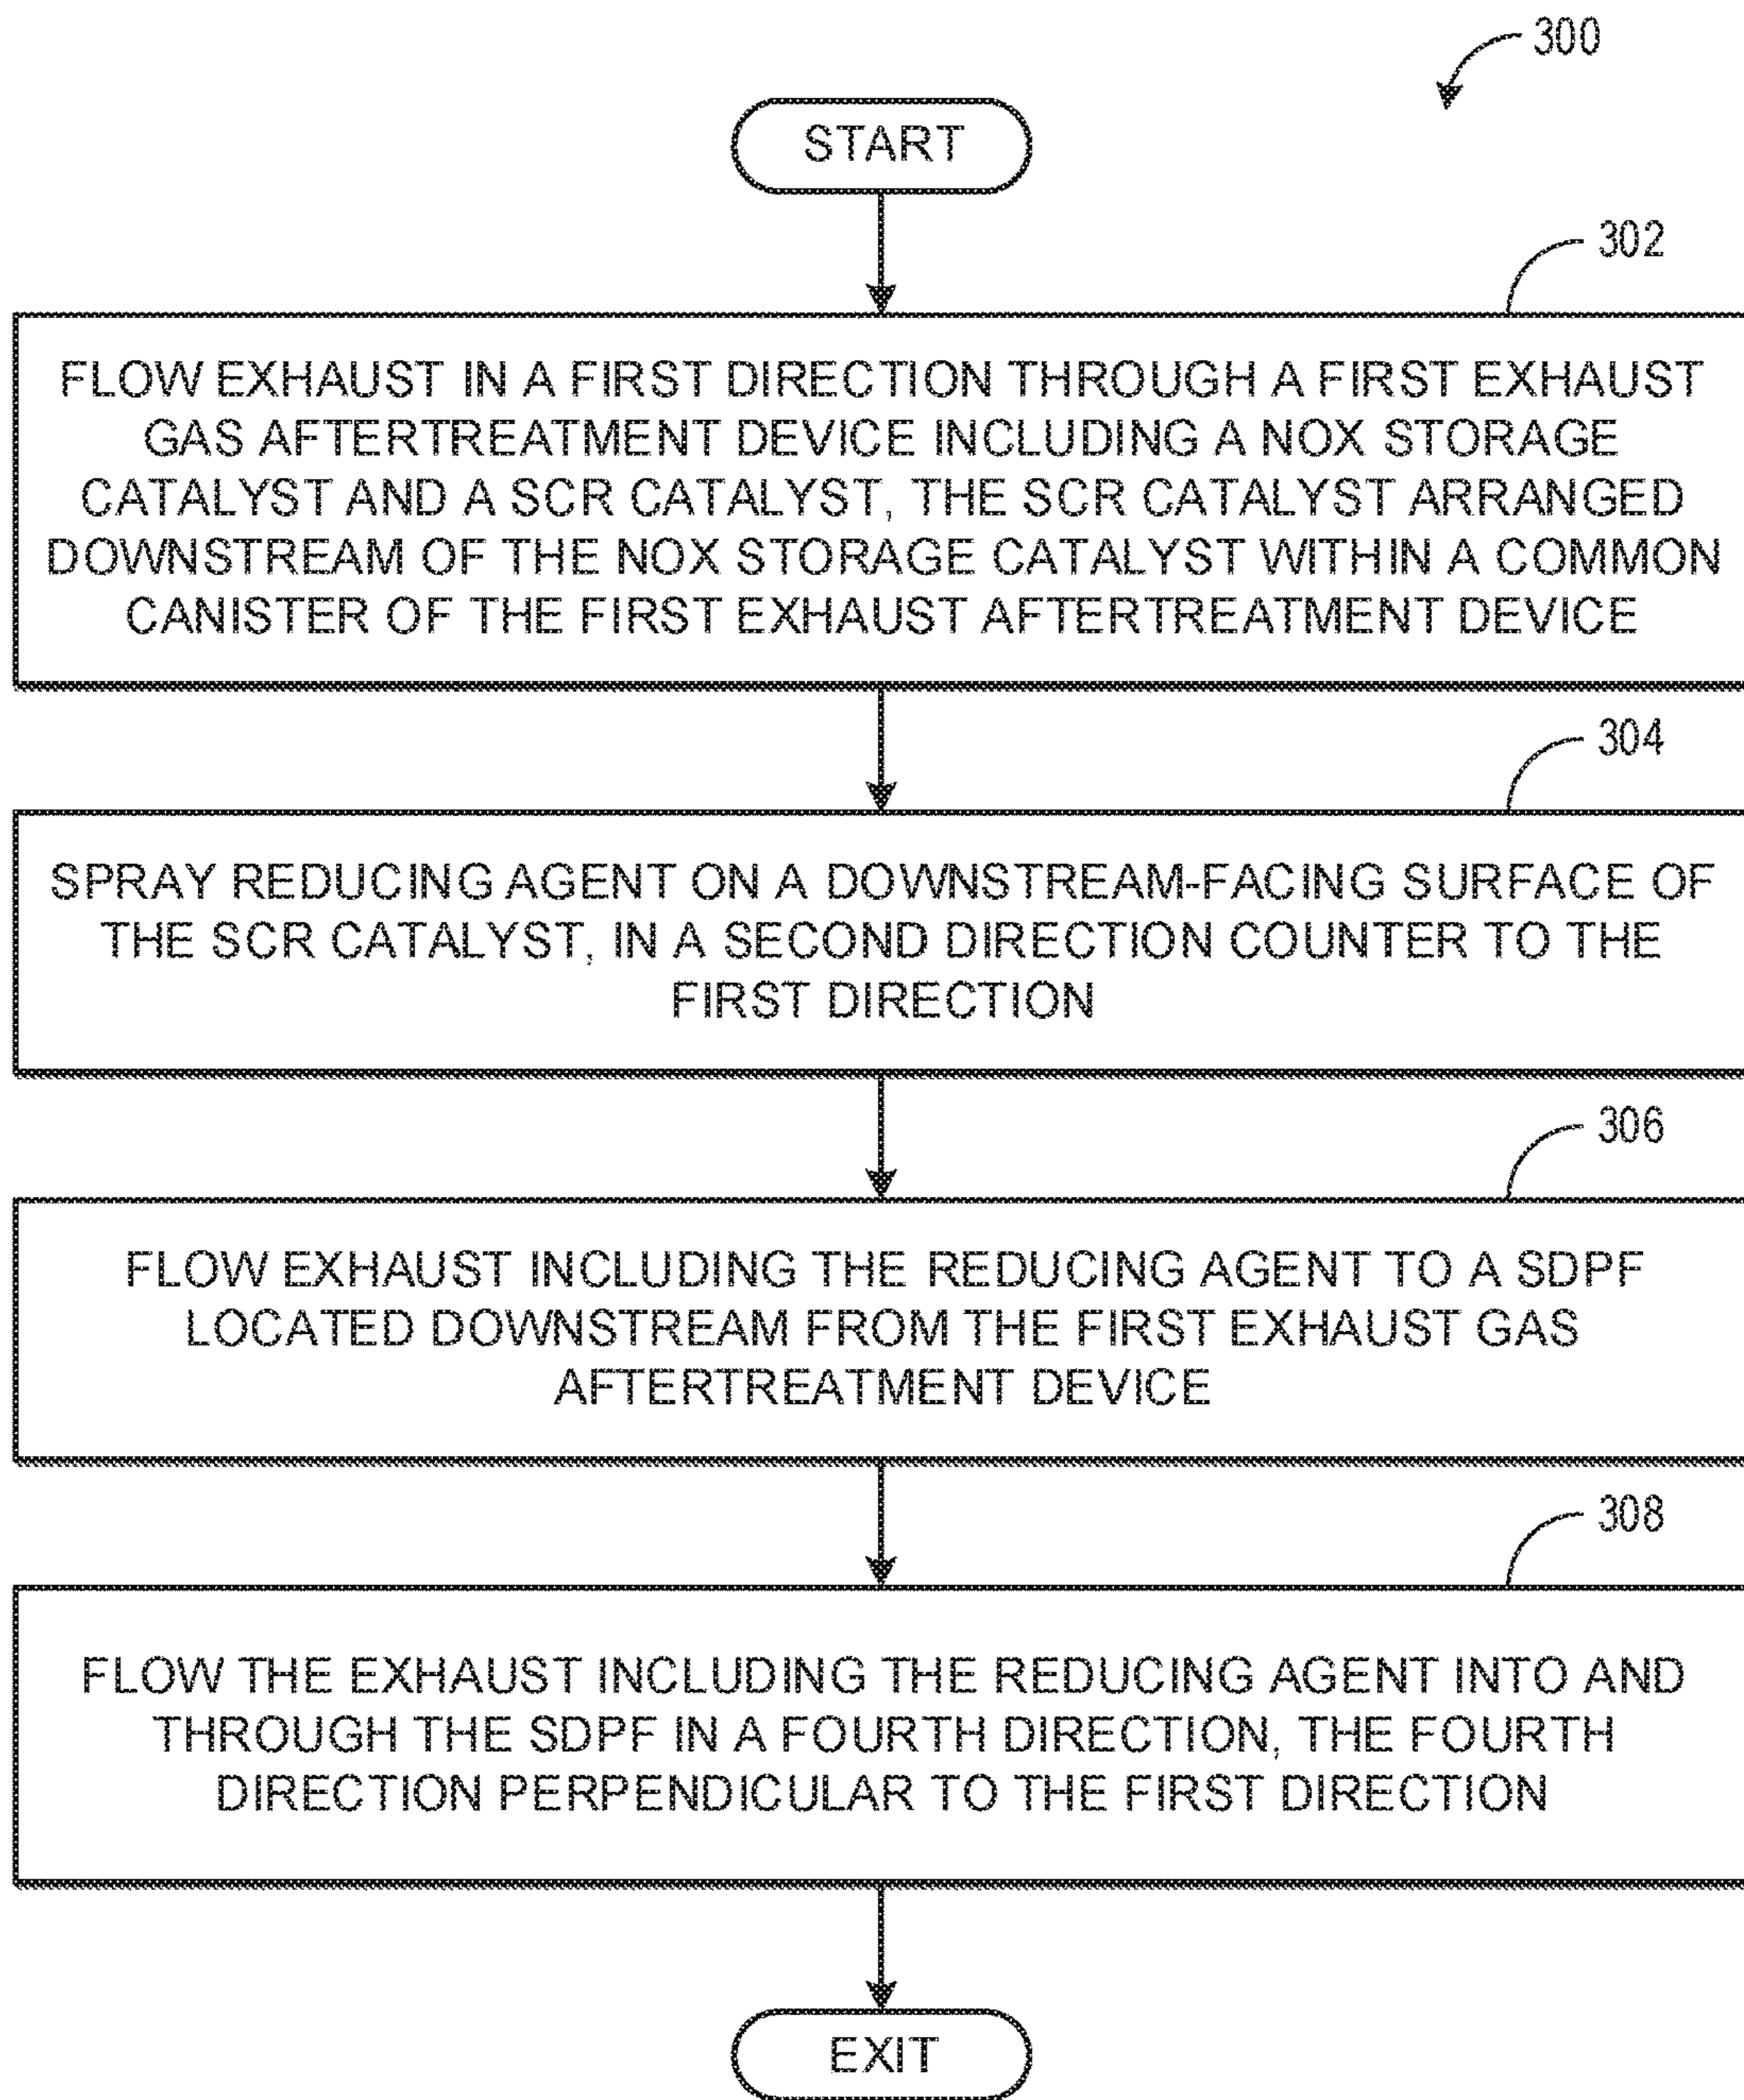 300
START
302
FLOW EXHAUST IN A FIRST DIRECTION THROUGH A FIRST EXHAUST
GAS AFTERTREATMENT DEVICE INCLUDING A NOX STORAGE
CATALYST AND A SCR CATALYST, THE SCR CATALYST ARRANGED
DOWNSTREAM OF THE NOX STORAGE CATALYST WITHIN A COMMON
CANISTER OF THE FIRST EXHAUST AFTERTREATMENT DEVICE
304
SPRAY REDUCING AGENT ON A DOWNSTREAM-FACING SURFACE OF
THE SCR CATALYST, IN A SECOND DIRECTION COUNTER TO THE
FIRST DIRECTION
306
FLOW EXHAUST INCLUDING THE REDUCING AGENT TO A SDPF
LOCATED DOWNSTREAM FROM THE FIRST EXHAUST GAS
AFTERTREATMENT DEVICE
308
FLOW THE EXHAUST INCLUDING THE REDUCING AGENT INTO AND
THROUGH THE SDPF IN A FOURTH DIRECTION, THE FOURTH
DIRECTION PERPENDICULAR TO THE FIRST DIRECTION
EXIT